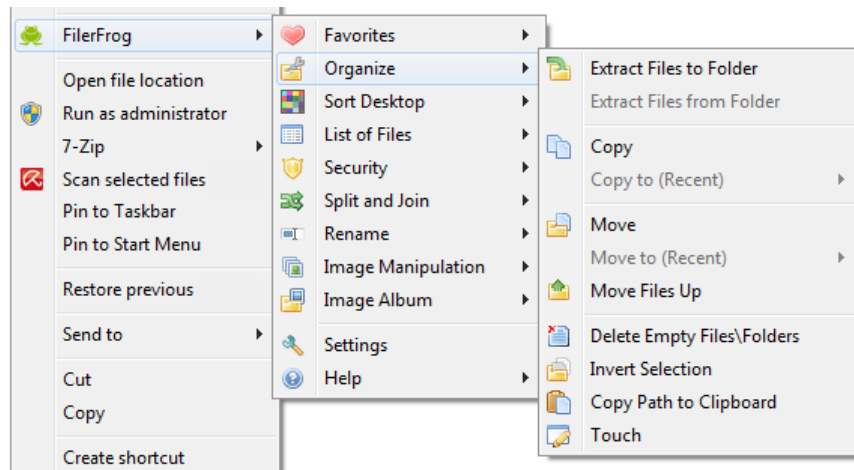 FilerFrog
Open file location
Run as administrator
7-Zip
Scan selected files
Pin to Taskbar
Pin to Start Menu
Restore previous
Send to
Cut
Copy
Create shortcut
Favorites
Organize
Sort Desktop
List of Files
Security
Split and Join
Rename
Image Manipulation
Image Album
Settings
Help
Extract Files to Folder
Extract Files from Folder
Copy
Copy to (Recent)
Move
Move to (Recent)
Move Files Up
Delete Empty Files\Folders
Invert Selection
Copy Path to Clipboard
Touch